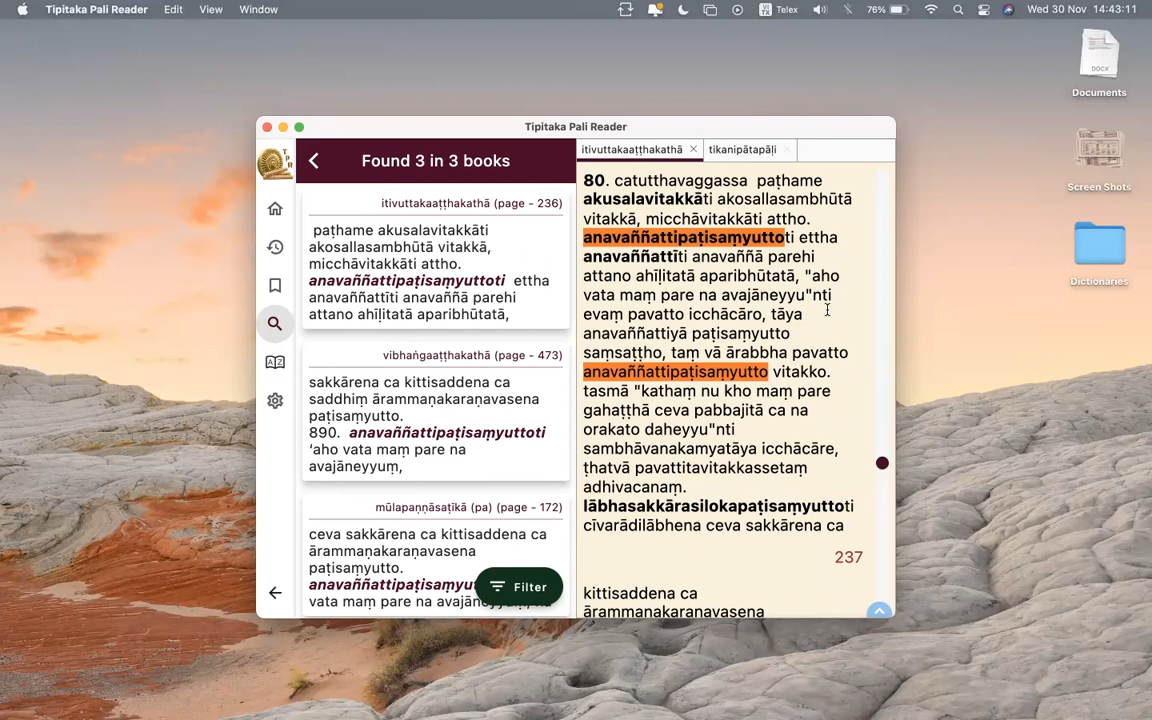 Tipitaka Pali Reader Edit View Window
VI TX Telex 76% Wed 30 Nov 14:43:11
DOCX
Documents
Screen Shots
Dictionaries
Tipitaka Pali Reader
TPR
Found 3 in 3 books
itivuttakaaṭṭhakathā (page - 236)
paṭhame akusalavitakkāti
akosallasambhūtā vitakkā,
micchāvitakkāti attho.
anavaññattipaṭisaṃyuttoti ettha
anavaññattīti anavaññā parehi
attano ahīḷitatā aparibhūtatā,
vibhaṅgaaṭṭhakathā (page - 473)
sakkārena ca kittisaddena ca
saddhiṃ ārammaṇakaraṇavasena
paṭisaṃyutto.
890. anavaññattipaṭisaṃyuttoti
‘aho vata maṃ pare na
avajāneyyuṃ,
mūlapaṇṇāsaṭīkā (pa) (page - 172)
ceva sakkārena ca kittisaddena ca
ārammaṇakaraṇavasena
paṭisaṃyutto.
Filter
itivuttakaaṭṭhakathā tikanipātapāḷi
80. catutthavaggassa paṭhame
akusalavitakkāti akosallasambhūtā
vitakkā, micchāvitakkāti attho.
anavaññattipaṭisaṃyuttoti ettha
anavaññattīti anavaññā parehi
attano ahīḷitatā aparibhūtatā, "aho
vata maṃ pare na avajāneyyu"nti
evaṃ pavatto icchācāro, tāya
anavaññattiyā paṭisaṃyutto
saṃsaṭṭho, taṃ vā ārabbha pavatto
anavaññattipaṭisaṃyutto vitakko.
tasmā "kathaṃ nu kho maṃ pare
gahaṭṭhā ceva pabbajitā ca na
orakato daheyyu"nti
sambhāvanakamyatāya icchācāre,
ṭhatvā pavattitavitakkassetaṃ
adhivacanaṃ.
lābhasakkārasilokapaṭisaṃyuttoti
cīvarādilābhena ceva sakkārena ca
237
kittisaddena ca
ārammaṇakaraṇavasena